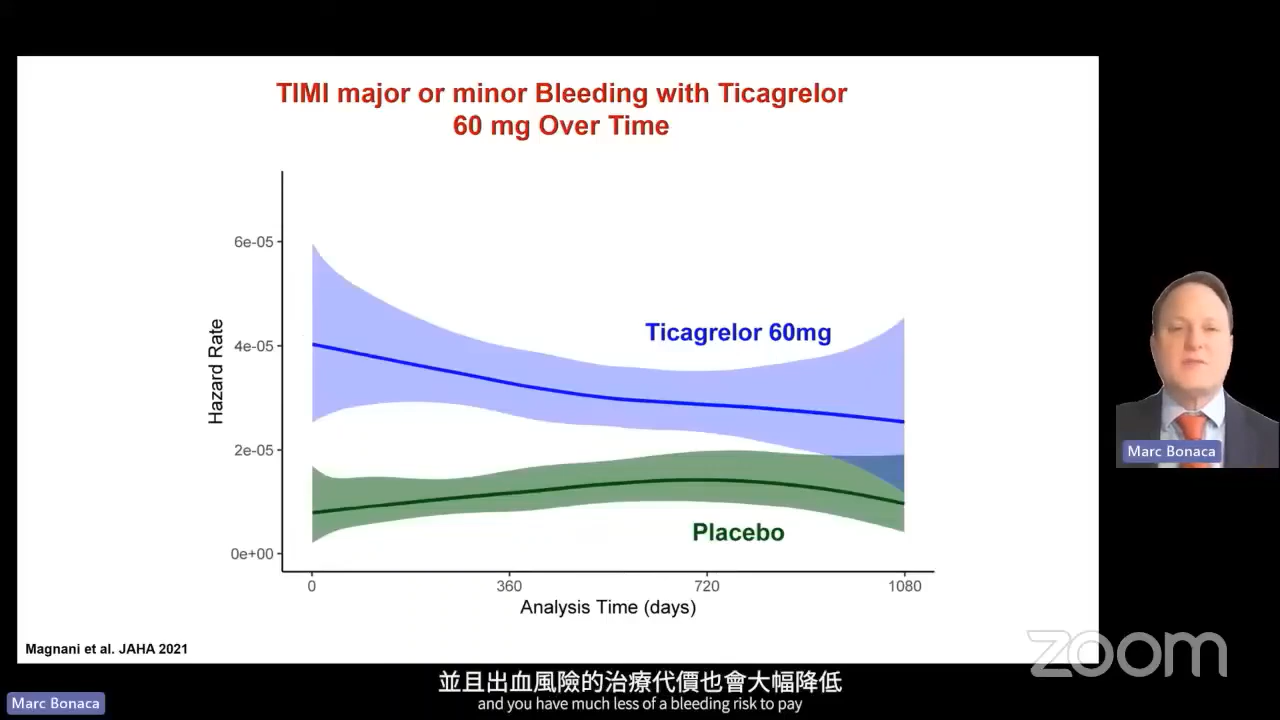 TIMI major or minor Bleeding with Ticagrelor
60 mg Over Time
Hazard Rate
6e-05
4e-05
2e-05
0e+00
Ticagrelor 60mg
Placebo
0 360 720 1080
Analysis Time (days)
Magnani et al. JAHA 2021
Marc Bonaca
zoom
並且出血風險的治療代價也會大幅降低
and you have much less of a bleeding risk to pay
Marc Bonaca